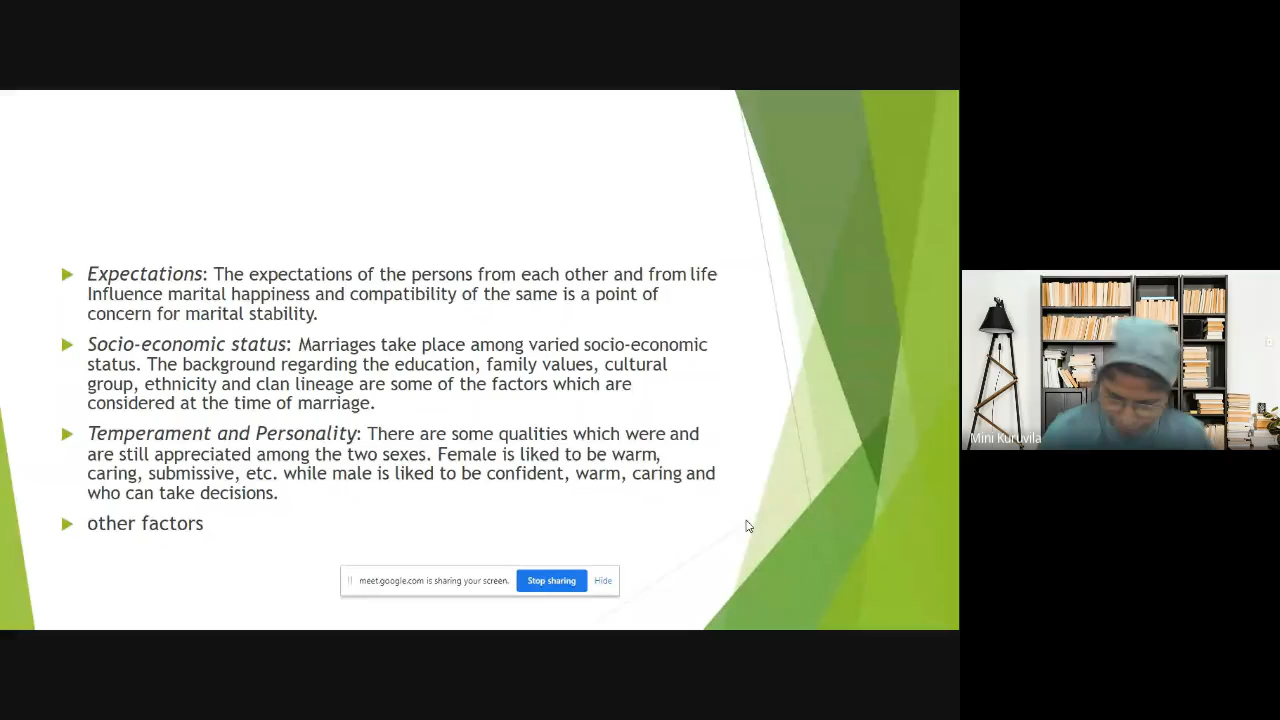 Expectations: The expectations of the persons from each other and from life
Influence marital happiness and compatibility of the same is a point of
concern for marital stability.
Socio-economic status: Marriages take place among varied socio-economic
status. The background regarding the education, family values, cultural
group, ethnicity and clan lineage are some of the factors which are
considered at the time of marriage.
Temperament and Personality: There are some qualities which were and
are still appreciated among the two sexes. Female is liked to be warm,
caring, submissive, etc. while male is liked to be confident, warm, caring and
who can take decisions.
other factors
meet.google.com is sharing your screen. Stop sharing Hide
Mini Kuruvila